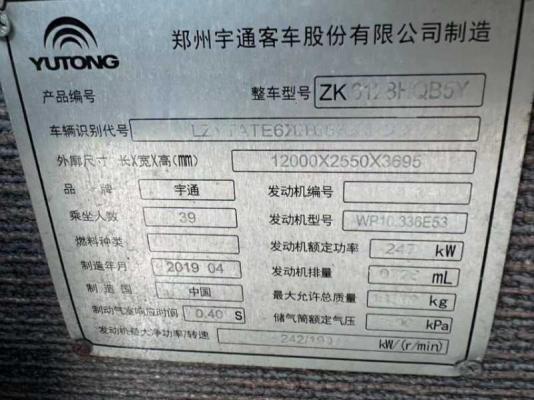 YUTONG
郑州宇通客车股份有限公司制造
产品编号 整车型号 ZK6128HQB5Y
车辆识别代号
外廓尺寸 长X宽X高(mm) 12000X2550X3695
品 牌 宇通 发动机编号
乘坐人数 39 发动机型号 WP10.336E53
燃料种类 发动机额定功率 247 kW
制造年月 2019 04 发动机排量 mL
制造国 中国 最大允许总质量 kg
制动气室响应时间 0.40 S 储气筒额定气压 kPa
发动机最大净功率/转速 242/190 kW/(r/min)